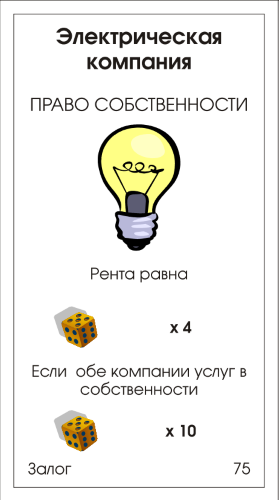 Электрическая
компания
ПРАВО СОБСТВЕННОСТИ
Рента равна
x 4
Если обе компании услуг в
собственности
x 10
Залог 75